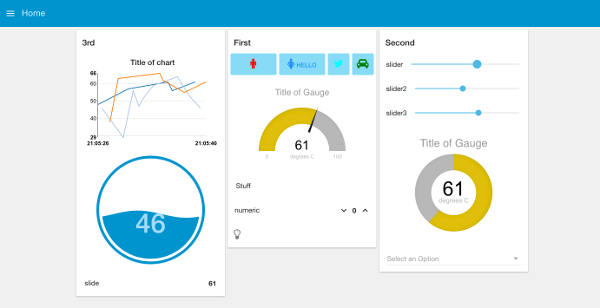 Home
3rd
Title of chart
66
60
50
40
29
21:05:26 21:05:40
46
slide 61
First
HELLO
Title of Gauge
61
0 degrees C 100
Stuff
numeric 0
Second
slider
slider2
slider3
Title of Gauge
61
degrees C
Select an Option